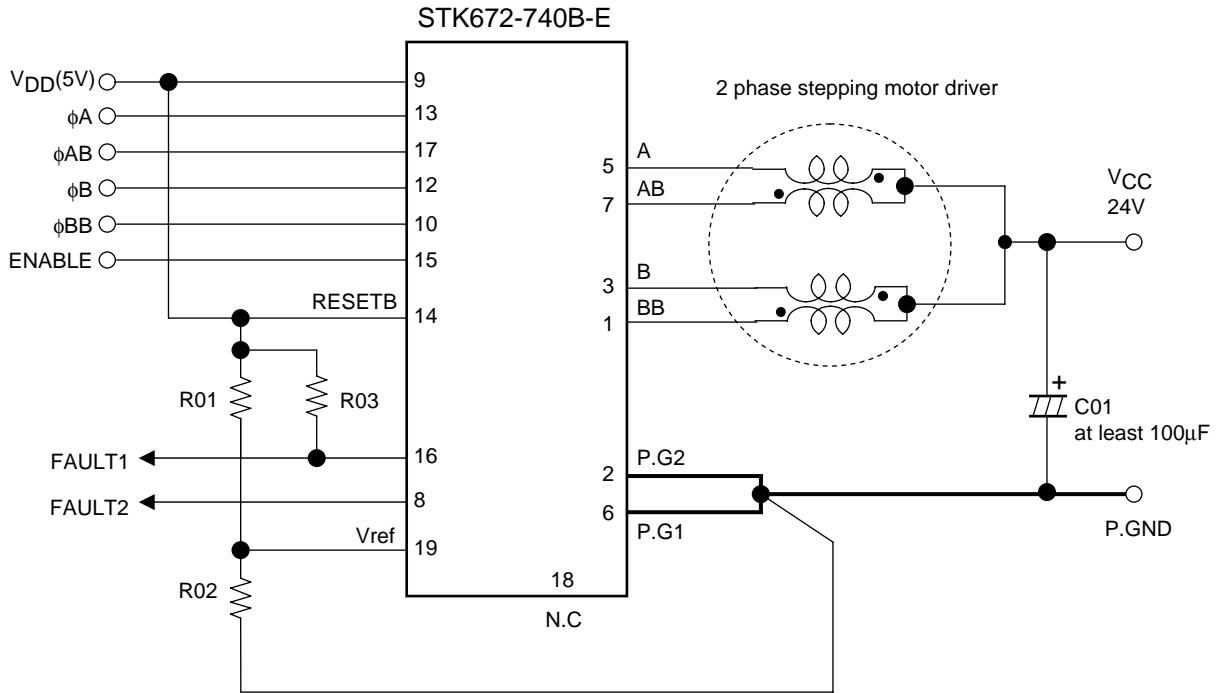 STK672-740B-E
VDD(5V)
9
ϕA
13
ϕAB
17
ϕB
12
ϕBB
10
ENABLE
15
RESETB
14
R01
R03
FAULT1
16
FAULT2
8
Vref
19
R02
18
N.C
2 phase stepping motor driver
5
A
7
AB
3
B
1
BB
VCC
24V
+
C01
at least 100μF
2
P.G2
6
P.G1
P.GND